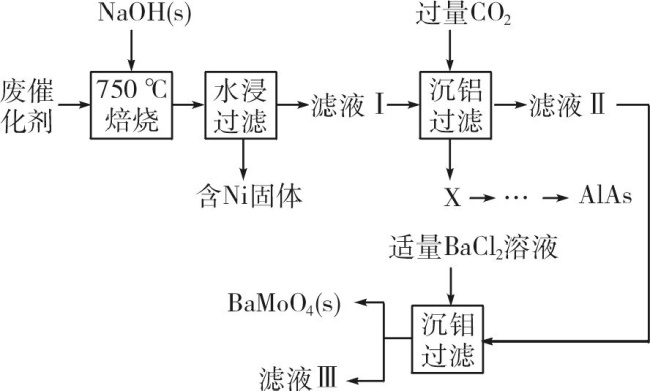 NaOH(s)
过量CO₂
废催
化剂
750 ℃
焙烧
水浸
过滤
滤液Ⅰ
沉铝
过滤
滤液Ⅱ
含Ni固体
X
…
AlAs
适量BaCl₂溶液
BaMoO₄(s)
沉钼
过滤
滤液Ⅲ